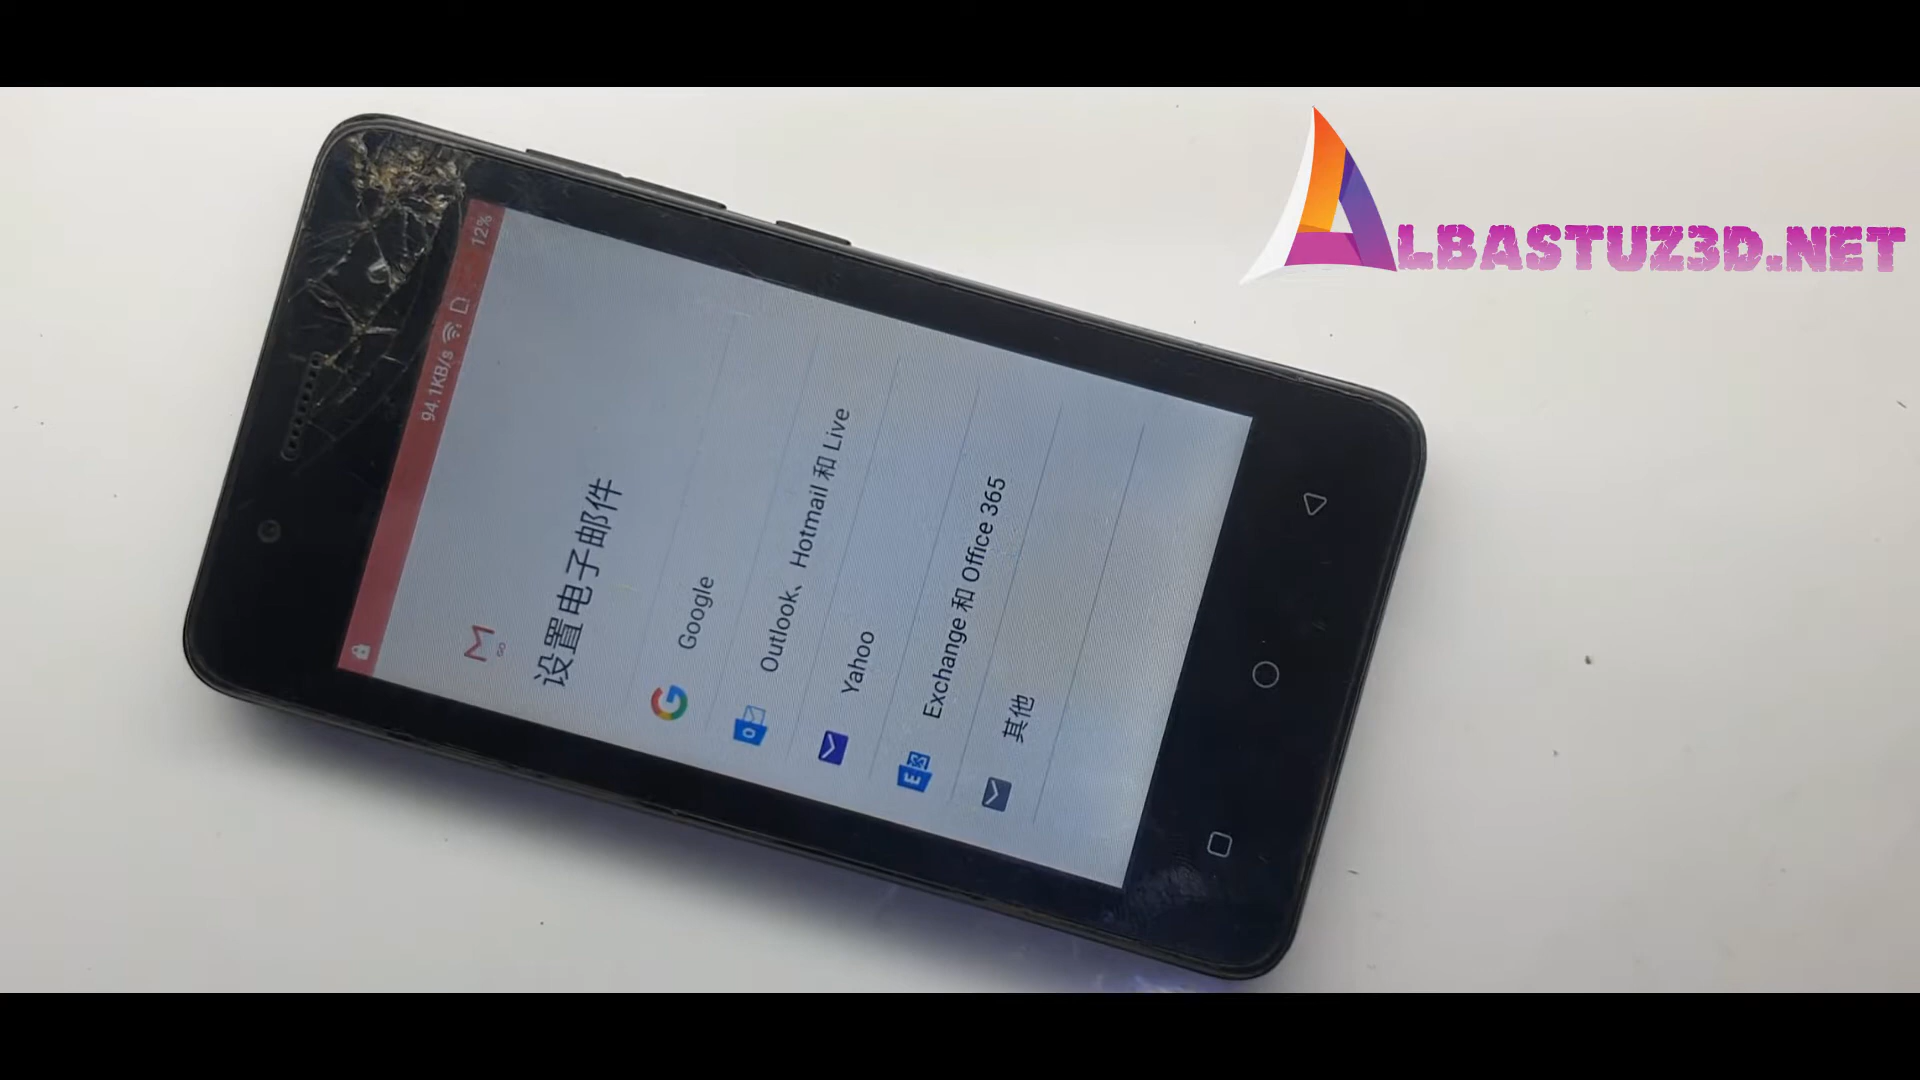 ALBASTUZ3D.NET
94.1KB/s 12%
M
GO
设置电子邮件
G Google
O Outlook、Hotmail 和 Live
Yahoo
E Exchange 和 Office 365
其他